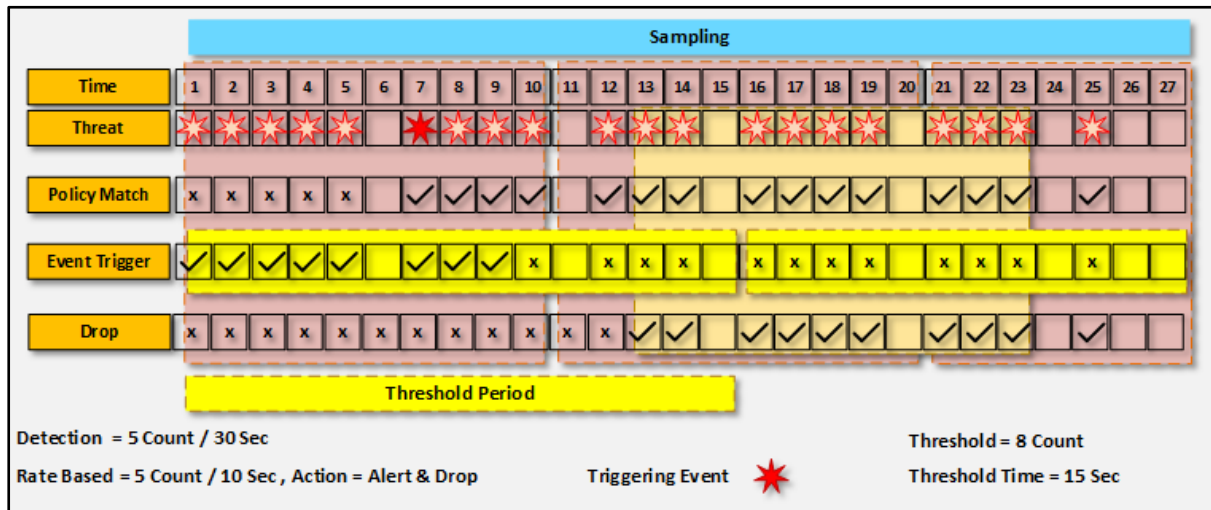 Sampling
Time 1 2 3 4 5 6 7 8 9 10 11 12 13 14 15 16 17 18 19 20 21 22 23 24 25 26 27
Threat
Policy Match x x x x x
Event Trigger x x x x x x x x x x x x
Drop x x x x x x x x x x x x
Threshold Period
Detection = 5 Count / 30 Sec
Threshold = 8 Count
Rate Based = 5 Count / 10 Sec , Action = Alert & Drop
Triggering Event
Threshold Time = 15 Sec